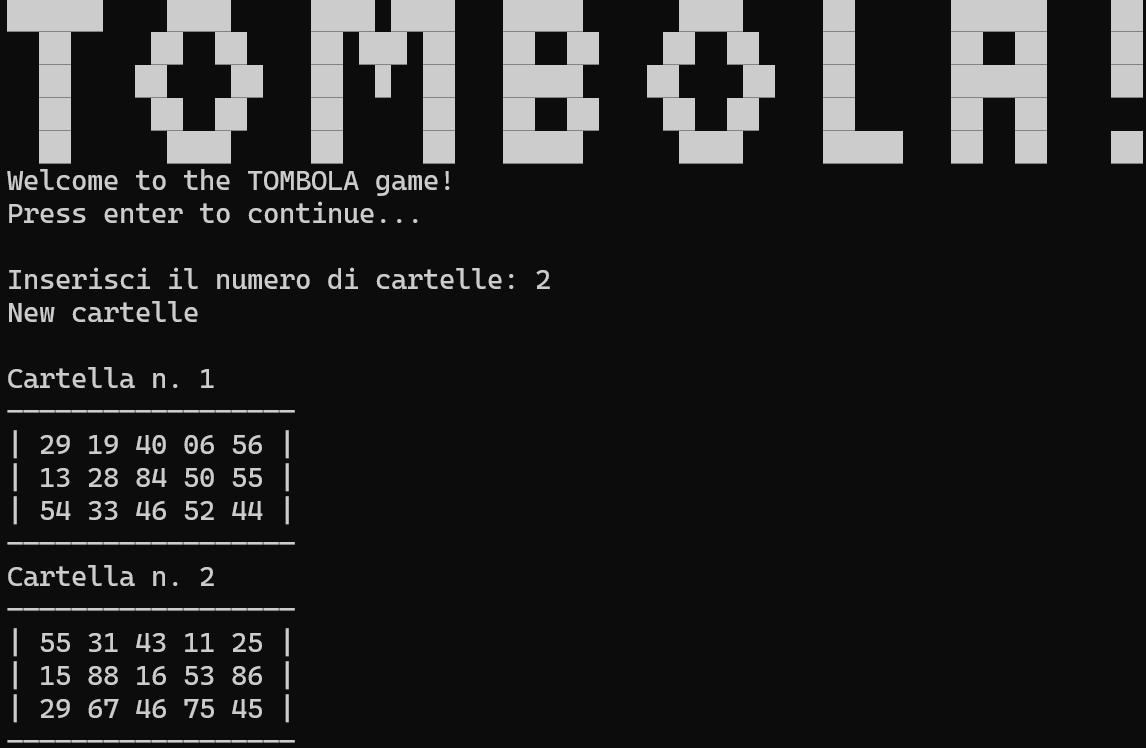 TOMBOLA!
Welcome to the TOMBOLA game!
Press enter to continue...
Inserisci il numero di cartelle: 2
New cartelle
Cartella n. 1
| 29 19 40 06 56 |
| 13 28 84 50 55 |
| 54 33 46 52 44 |
Cartella n. 2
| 55 31 43 11 25 |
| 15 88 16 53 86 |
| 29 67 46 75 45 |